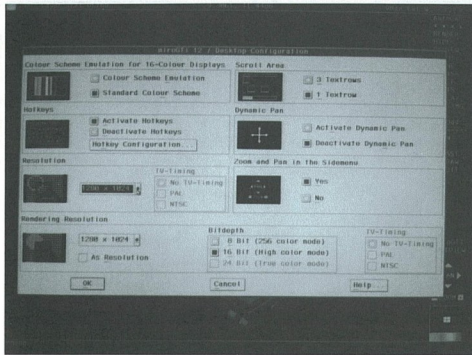 miroGfi 12 / Desktop Configuration
Colour Scheme Emulation for 16-Colour Displays
Colour Scheme Emulation
Standard Colour Scheme
Scroll Area
3 Textrows
1 Textrow
Hotkeys
Activate Hotkeys
Deactivate Hotkeys
Hotkey Configuration...
Dynamic Pan
Activate Dynamic Pan
Deactivate Dynamic Pan
Resolution
1280 x 1024
TV-Timing
No TV-Timing
PAL
NTSC
Zoom and Pan in the Sidemenu
Yes
No
Rendering Resolution
1280 x 1024
As Resolution
Bitdepth
8 Bit (256 color mode)
16 Bit (High color mode)
24 Bit (True color mode)
TV-Timing
No TV-Timing
PAL
NTSC
OK
Cancel
Help...